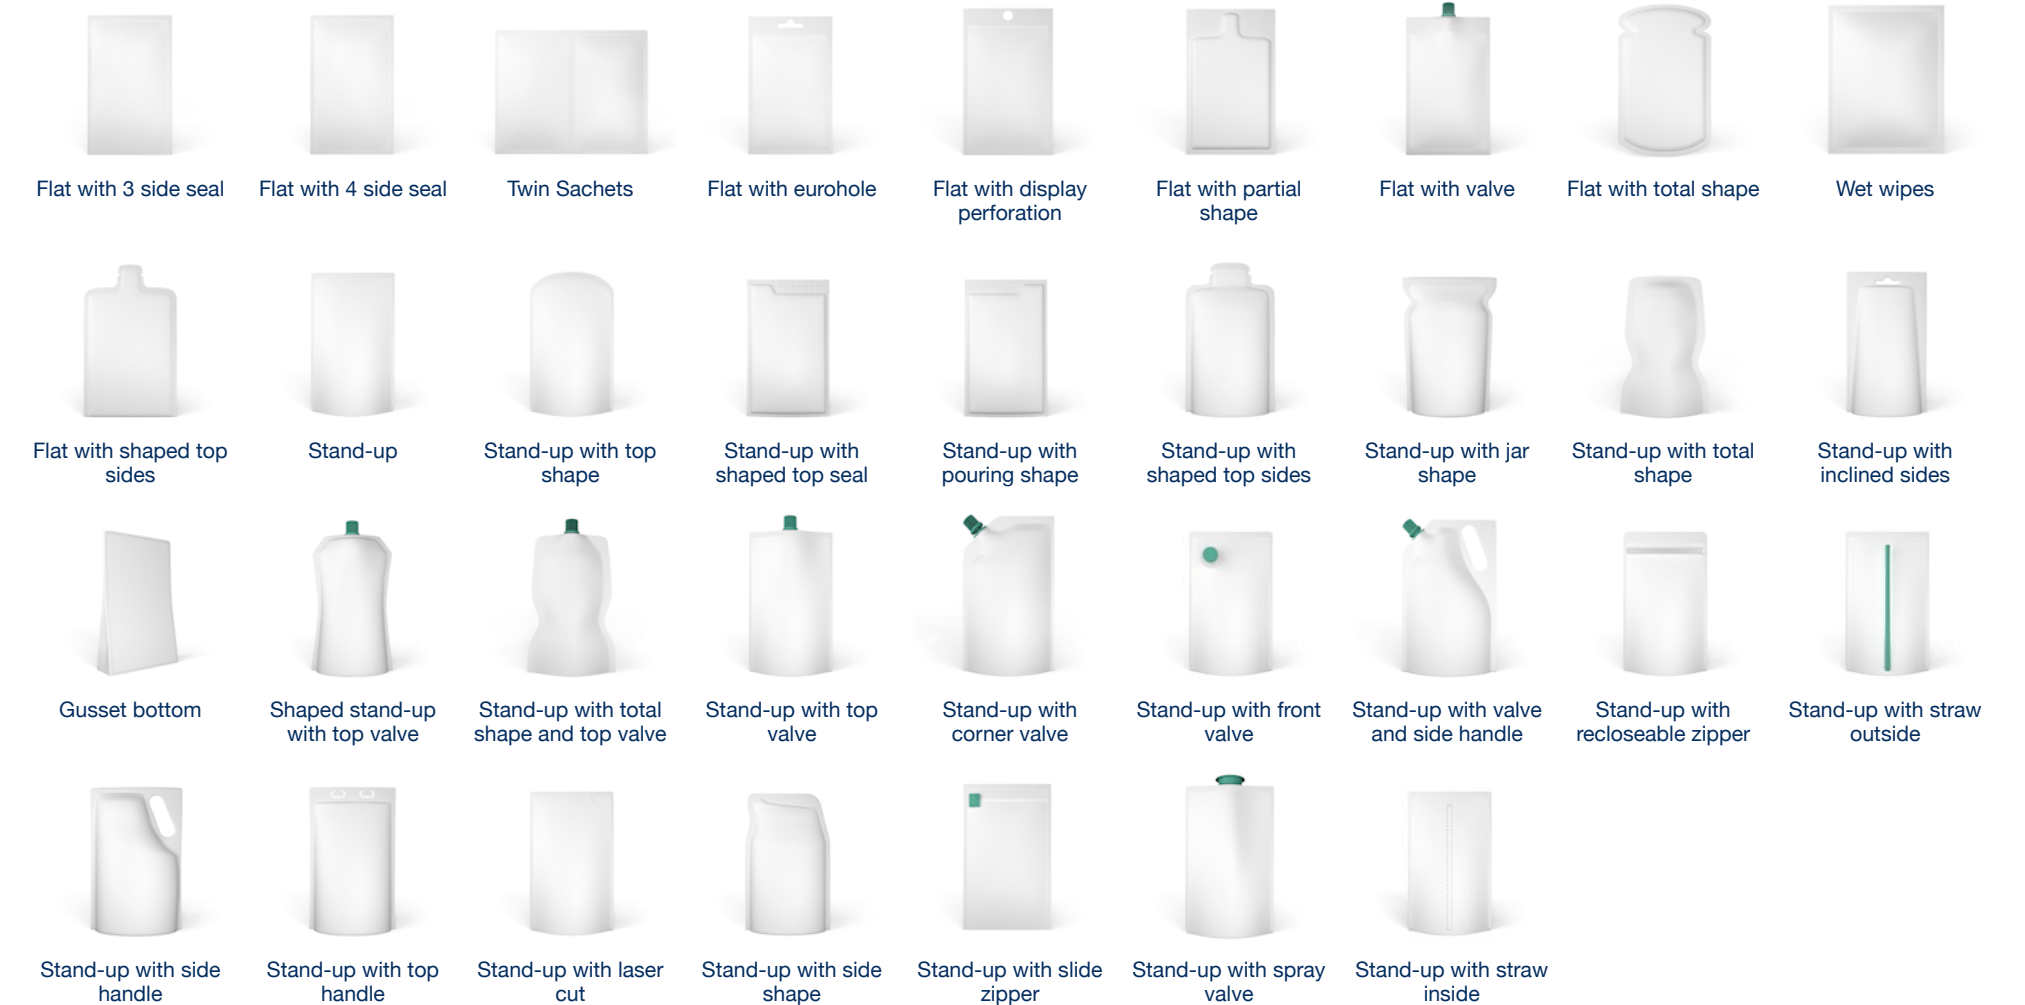 Flat with 3 side seal
Flat with 4 side seal
Twin Sachets
Flat with eurohole
Flat with display
perforation
Flat with partial
shape
Flat with valve
Flat with total shape
Wet wipes
Flat with shaped top
sides
Stand-up
Stand-up with top
shape
Stand-up with
shaped top seal
Stand-up with
pouring shape
Stand-up with
shaped top sides
Stand-up with jar
shape
Stand-up with total
shape
Stand-up with
inclined sides
Gusset bottom
Shaped stand-up
with top valve
Stand-up with total
shape and top valve
Stand-up with top
valve
Stand-up with
corner valve
Stand-up with front
valve
Stand-up with valve
and side handle
Stand-up with
recloseable zipper
Stand-up with straw
outside
Stand-up with side
handle
Stand-up with top
handle
Stand-up with laser
cut
Stand-up with side
shape
Stand-up with slide
zipper
Stand-up with spray
valve
Stand-up with straw
inside